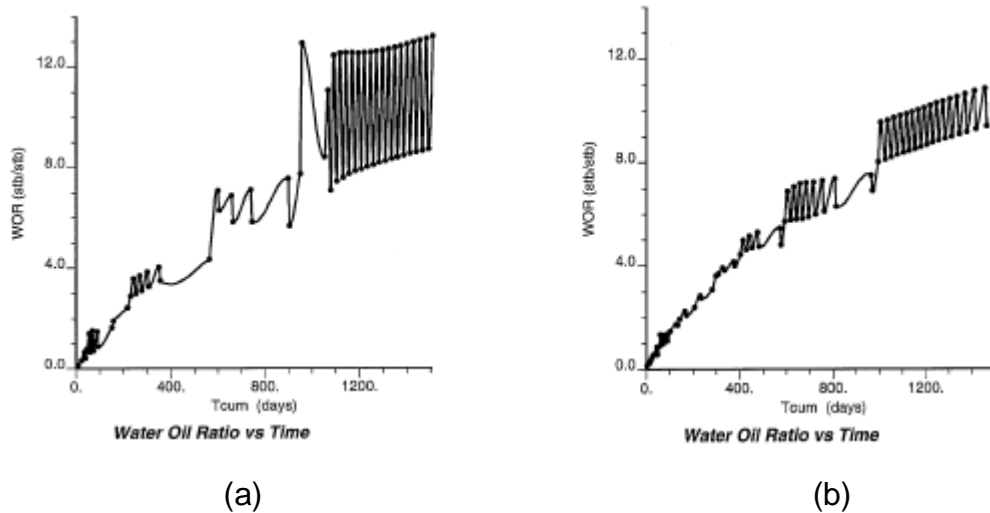 WOR (stb/stb)
12.0
8.0
4.0
0.0
0.
400.
800.
1200.
Tcum (days)
Water Oil Ratio vs Time
(a)
WOR (stb/stb)
12.0
8.0
4.0
0.0
0.
400.
800.
1200.
Tcum (days)
Water Oil Ratio vs Time
(b)